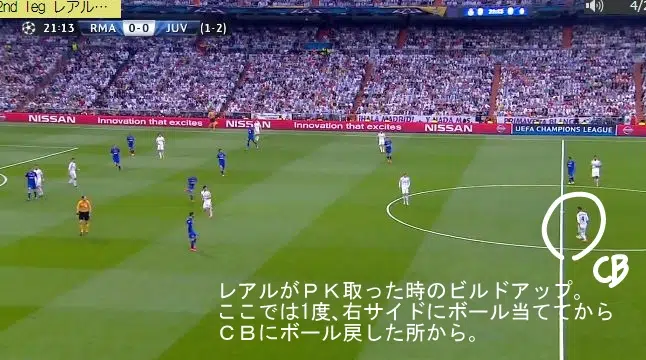 2nd leg レアル…
4/2
21:13 RMA 0-0 JUV (1-2)
NISSAN Innovation that excites NISSAN Innovation that excites NISSAN UEFA CHAMPIONS LEAGUE
4
CB
レアルがＰＫ取った時のビルドアップ。
ここでは1度、右サイドにボール当ててから
ＣＢにボール戻した所から。